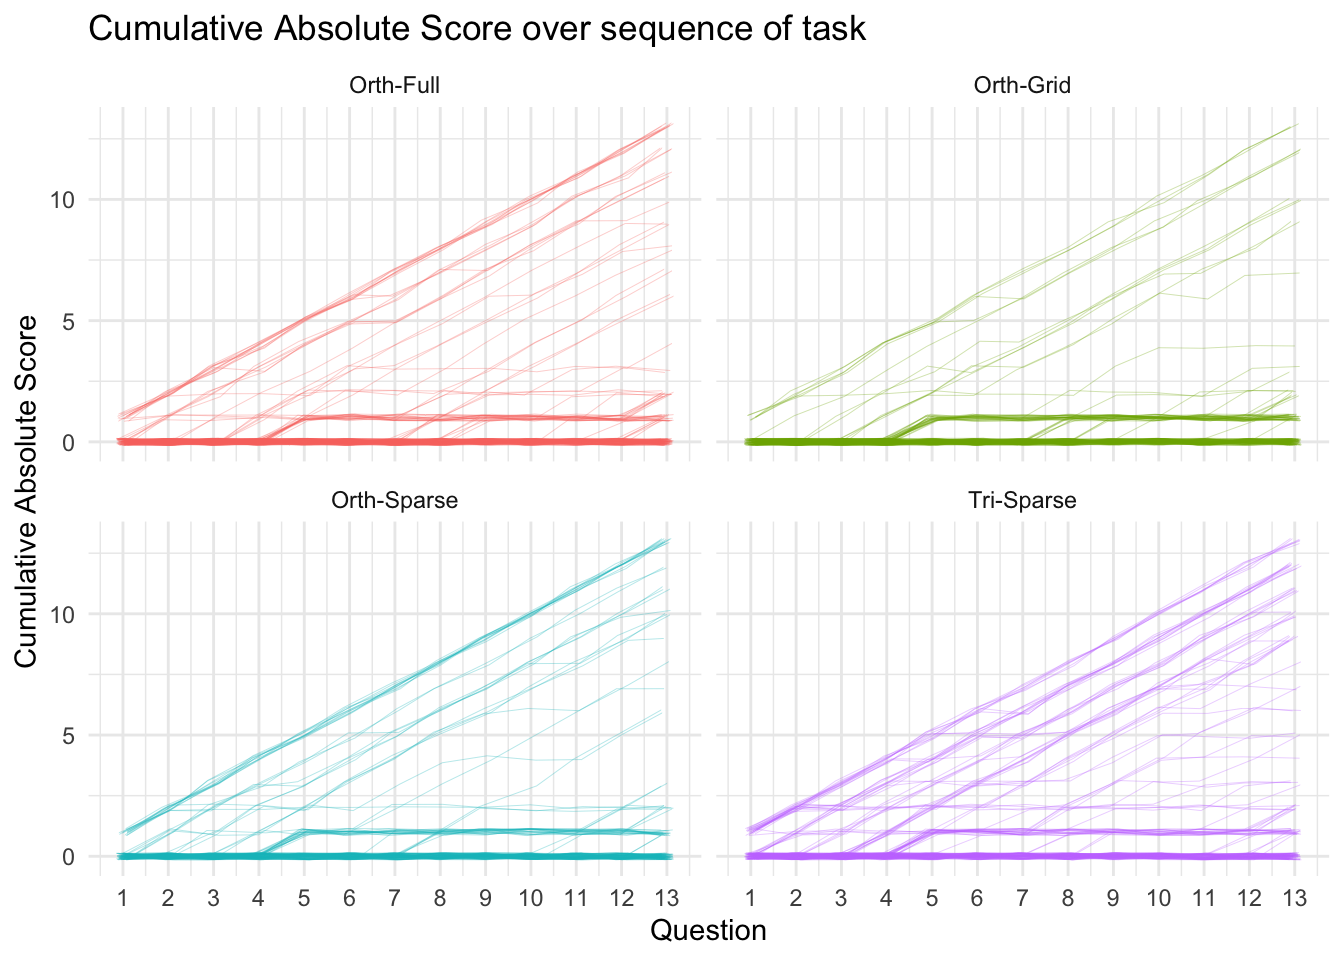 Cumulative Absolute Score over sequence of task
Orth-Full
Orth-Grid
10
5
0
Orth-Sparse
Tri-Sparse
10
5
0
Cumulative Absolute Score
1 2 3 4 5 6 7 8 9 10 11 12 13
1 2 3 4 5 6 7 8 9 10 11 12 13
Question